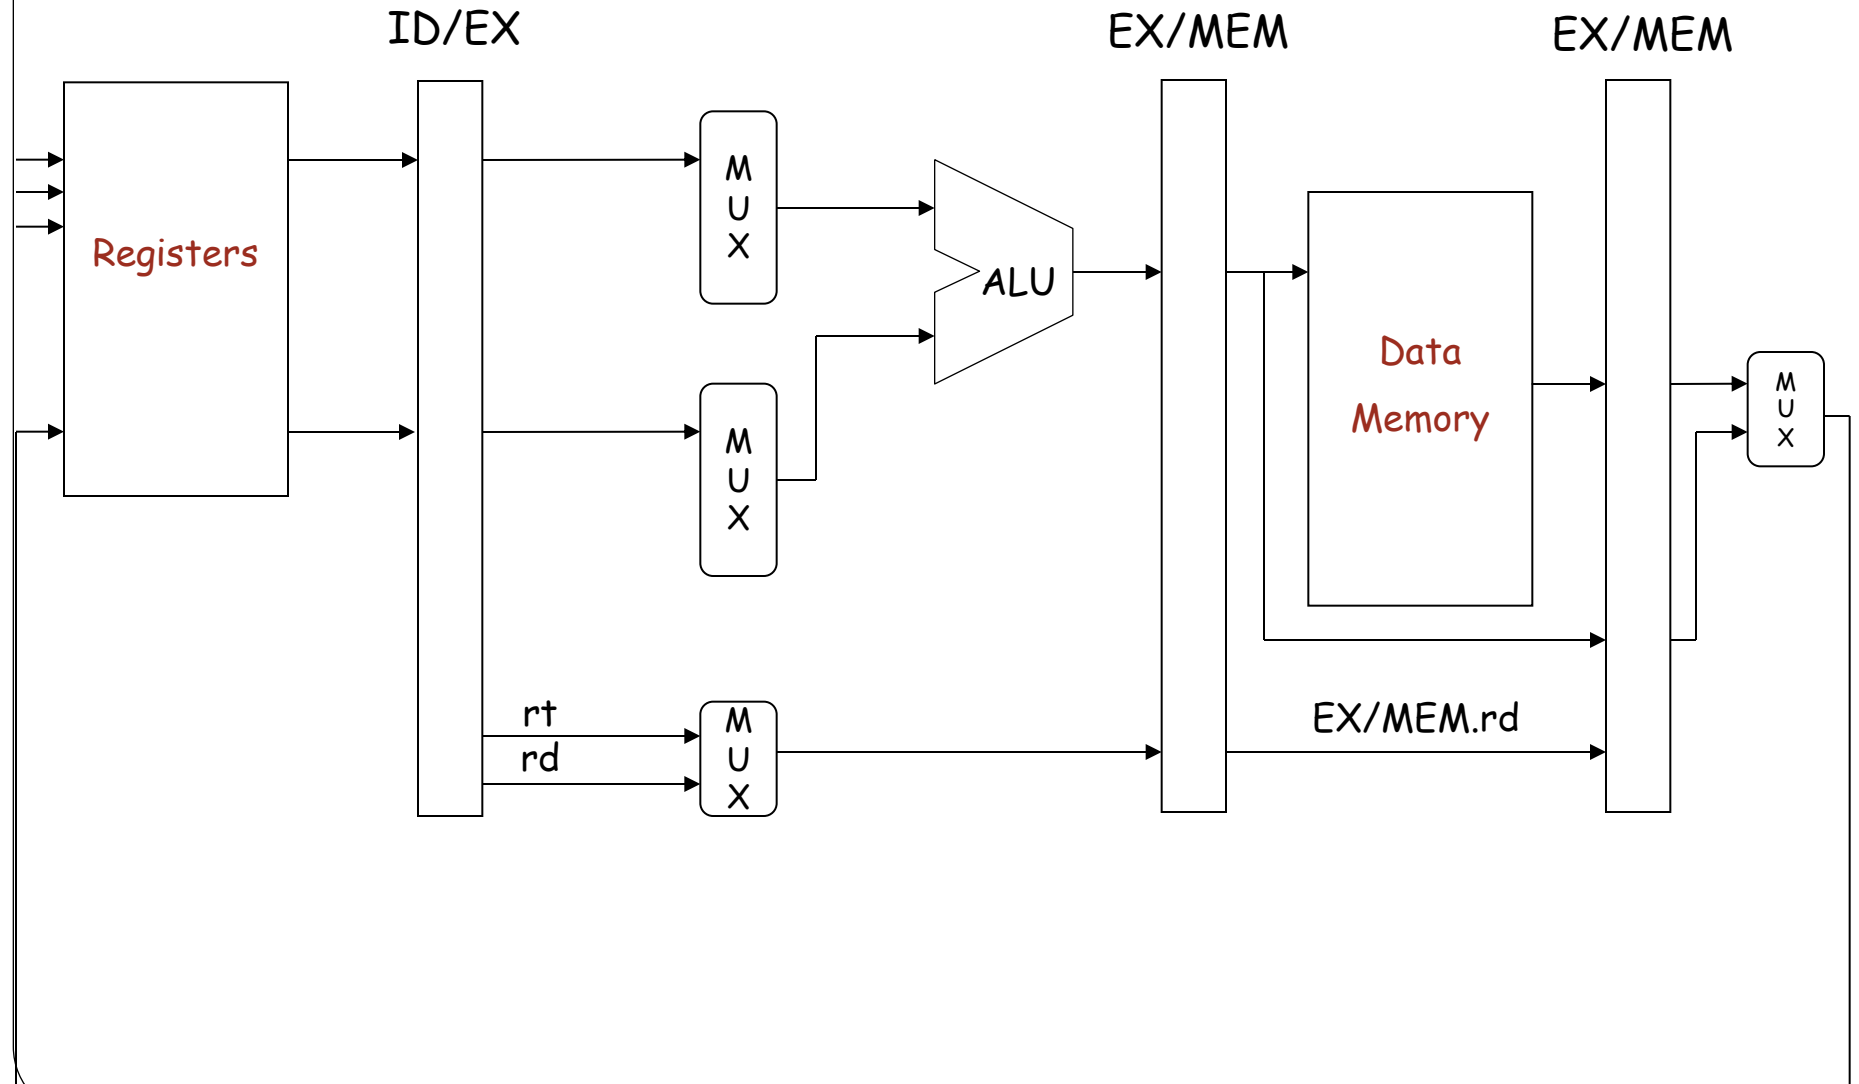 ID/EX
EX/MEM
EX/MEM
Registers
M
U
X
ALU
M
U
X
Data
Memory
M
U
X
rt
rd
M
U
X
EX/MEM.rd